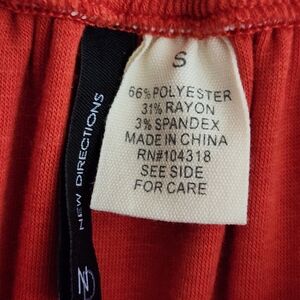 S
66% POLYESTER
31% RAYON
3% SPANDEX
MADE IN CHINA
RN#104318
SEE SIDE
FOR CARE
NEW DIRECTIONS